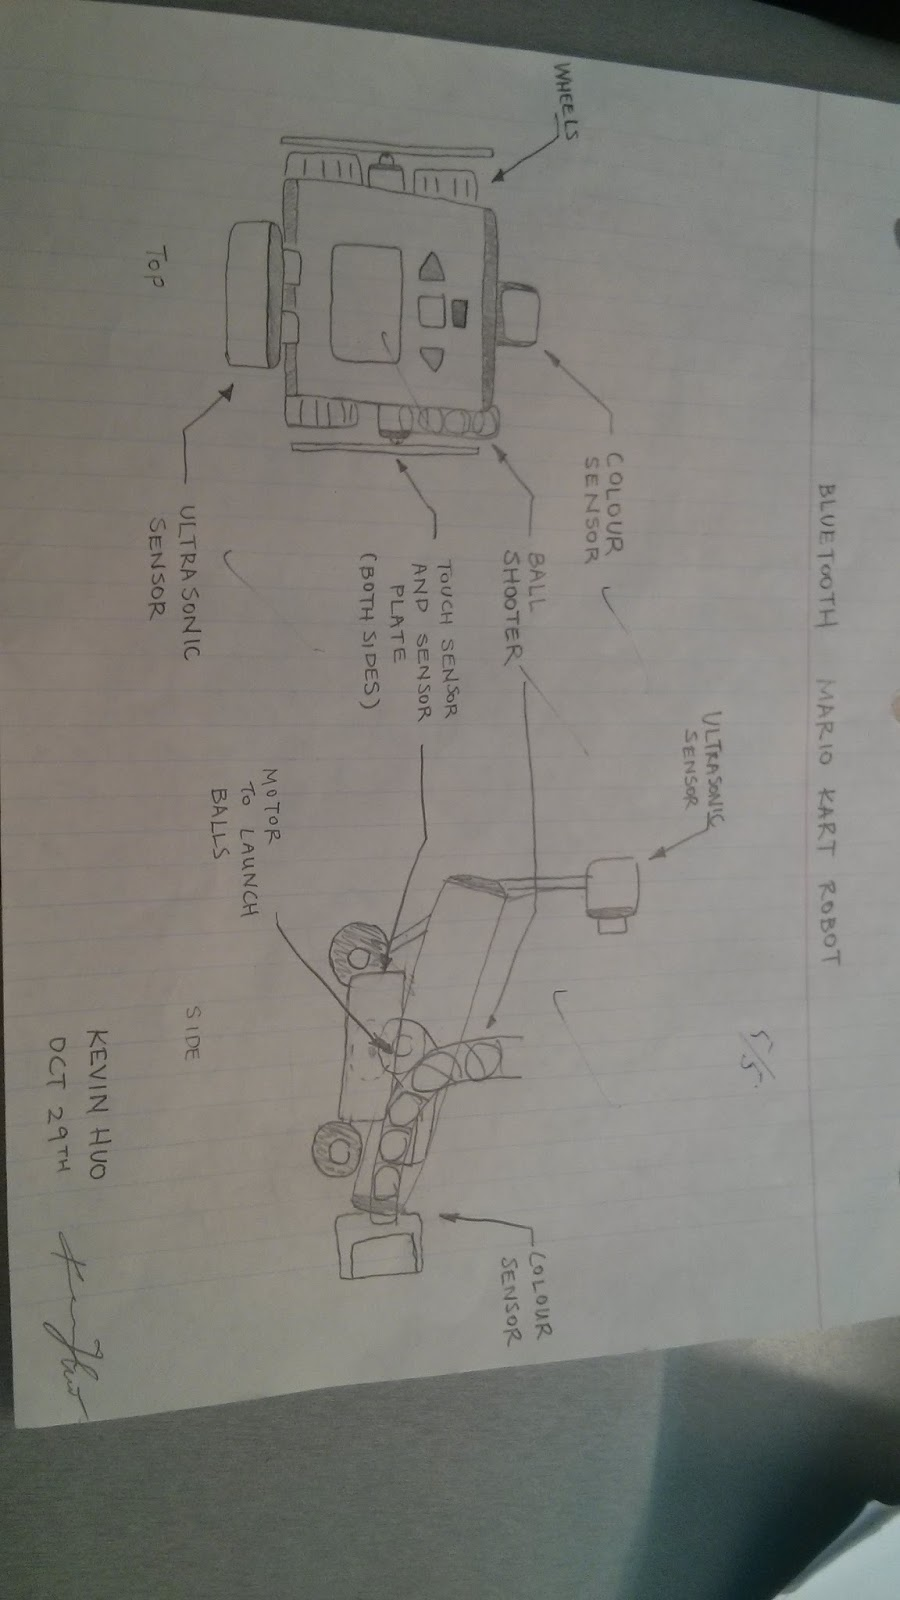 BLUETOOTH MARIO KART ROBOT
5/5
WHEELS
COLOUR
SENSOR
BALL
SHOOTER
TOUCH SENSOR
AND SENSOR
PLATE
(BOTH SIDES)
ULTRASONIC
SENSOR
TOP
ULTRASONIC
SENSOR
MOTOR
TO LAUNCH
BALLS
COLOUR
SENSOR
SIDE
KEVIN HUO
OCT 29TH